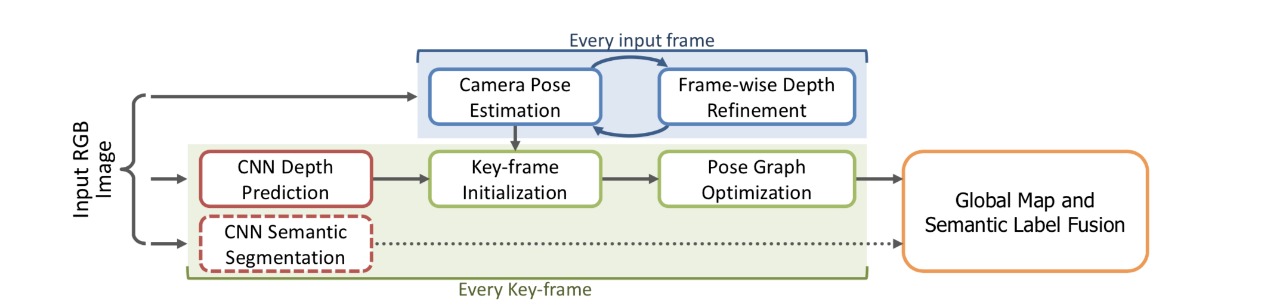 Every input frame
Camera Pose
Estimation
Frame-wise Depth
Refinement
Input RGB
Image
CNN Depth
Prediction
Key-frame
Initialization
Pose Graph
Optimization
Global Map and
Semantic Label Fusion
CNN Semantic
Segmentation
Every Key-frame